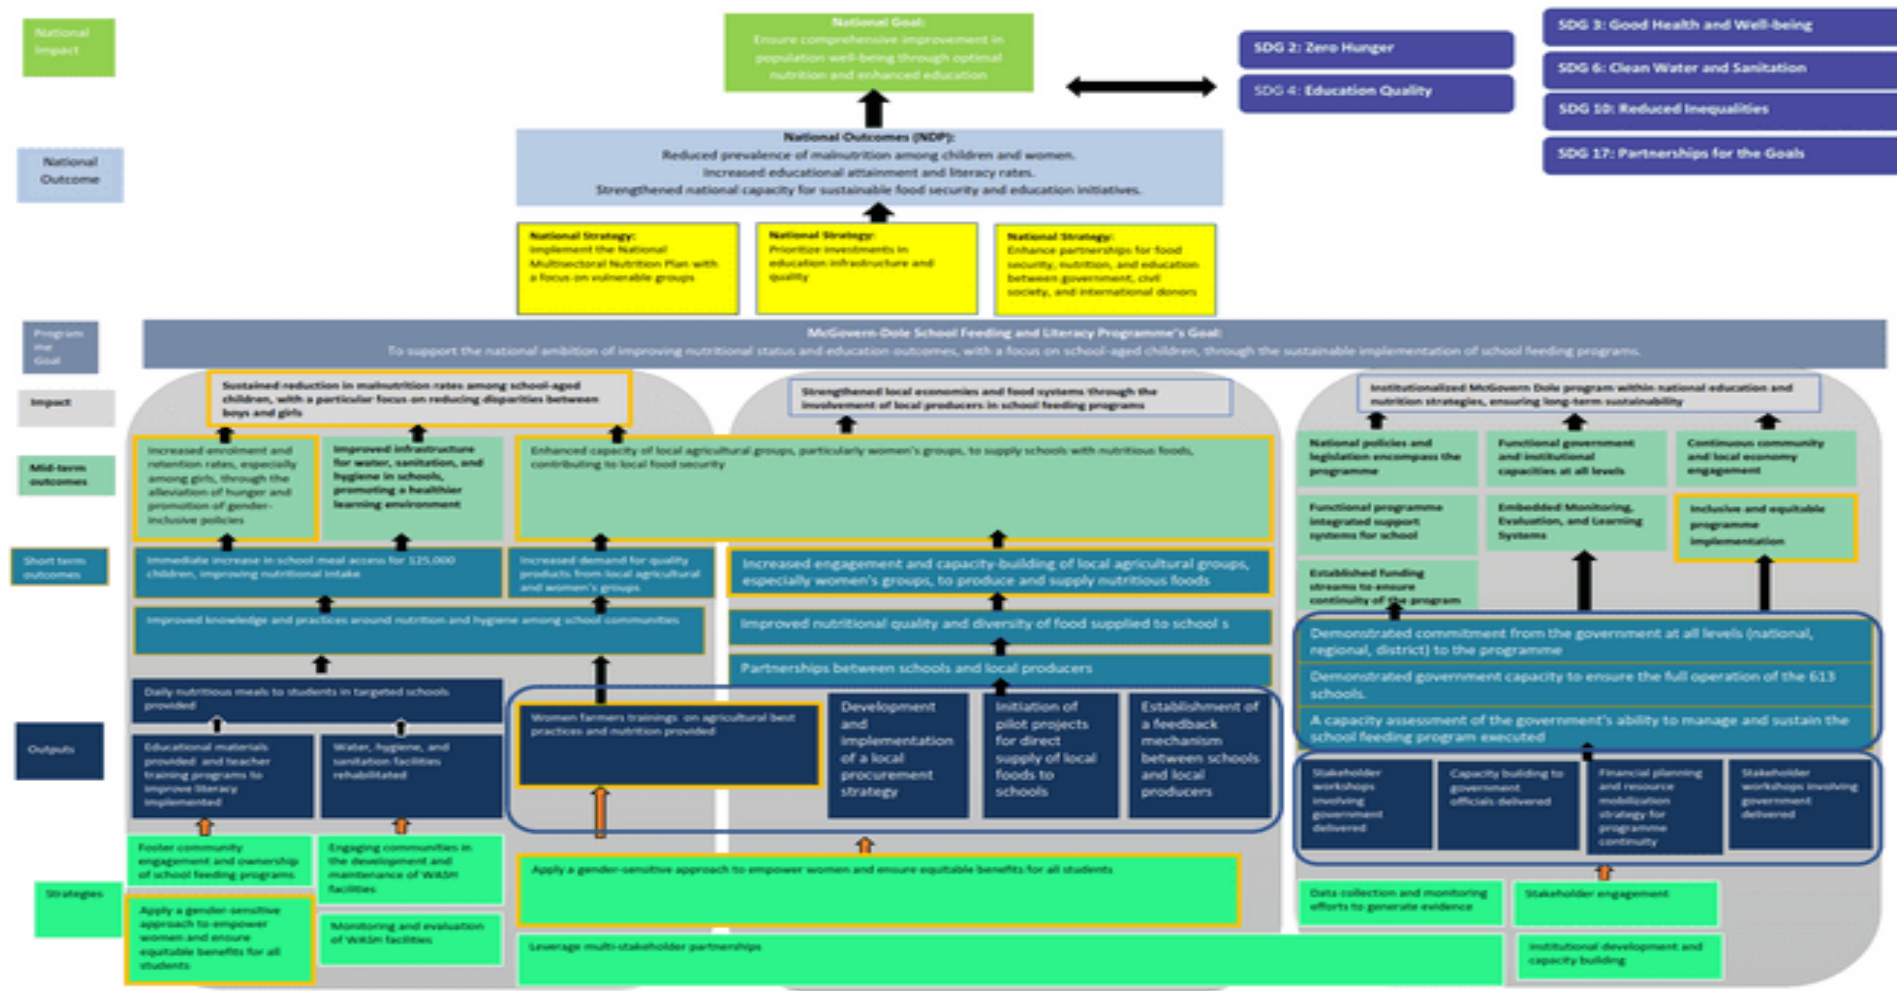 National
Impact
National Goal:
Ensure comprehensive improvement in
population well-being through optimal
nutrition and enhanced education
SDG 2: Zero Hunger
SDG 4: Education Quality
SDG 3: Good Health and Well-being
SDG 6: Clean Water and Sanitation
SDG 10: Reduced Inequalities
SDG 17: Partnerships for the Goals
National
Outcome
National Outcomes (NDP):
Reduced prevalence of malnutrition among children and women.
Increased educational attainment and literacy rates.
Strengthened national capacity for sustainable food security and education initiatives.
National Strategy:
Implement the National
Multisectoral Nutrition Plan with
a focus on vulnerable groups
National Strategy:
Prioritize investments in
education infrastructure and
quality
National Strategy:
Enhance partnerships for food
security, nutrition, and education
between government, civil
society, and international donors
Program
me
Goal
McGovern-Dole School Feeding and Literacy Programme's Goal:
To support the national ambition of improving nutritional status and education outcomes, with a focus on school-aged children, through the sustainable implementation of school feeding programs.
Impact
Sustained reduction in malnutrition rates among school-aged
children, with a particular focus on reducing disparities between
boys and girls
Strengthened local economies and food systems through the
involvement of local producers in school feeding programs
Institutionalized McGovern Dole program within national education and
nutrition strategies, ensuring long-term sustainability
Mid-term
outcomes
Increased enrolment and
retention rates, especially
among girls, through the
alleviation of hunger and
promotion of gender-
inclusive policies
Improved infrastructure
for water, sanitation, and
hygiene in schools,
promoting a healthier
learning environment
Enhanced capacity of local agricultural groups, particularly women's groups, to supply schools with nutritious foods,
contributing to local food security
National policies and
legislation encompass the
programme
Functional government
and institutional
capacities at all levels
Continuous community
and local economy
engagement
Functional programme
integrated support
systems for school
Embedded Monitoring,
Evaluation, and Learning
Systems
Inclusive and equitable
programme
implementation
Established funding
streams to ensure
continuity of the program
Short term
outcomes
Immediate increase in school meal access for 125,000
children, improving nutritional intake
Increased demand for quality
products from local agricultural
and women's groups
Increased engagement and capacity-building of local agricultural groups,
especially women's groups, to produce and supply nutritious foods
Improved knowledge and practices around nutrition and hygiene among school communities
Improved nutritional quality and diversity of food supplied to school s
Partnerships between schools and local producers
Demonstrated commitment from the government at all levels (national,
regional, district) to the programme
Demonstrated government capacity to ensure the full operation of the 613
schools.
A capacity assessment of the government's ability to manage and sustain the
school feeding program executed
Outputs
Daily nutritious meals to students in targeted schools
provided
Educational materials
provided and teacher
training programs to
improve literacy
implemented
Water, hygiene, and
sanitation facilities
rehabilitated
Women farmers trainings on agricultural best
practices and nutrition provided
Development
and
implementation
of a local
procurement
strategy
Initiation of
pilot projects
for direct
supply of local
foods to
schools
Establishment of
a feedback
mechanism
between schools
and local
producers
Stakeholder
workshops
involving
government
delivered
Capacity building to
government
officials delivered
Financial planning
and resource
mobilization
strategy for
programme
continuity
Stakeholder
workshops involving
government
delivered
Strategies
Foster community
engagement and ownership
of school feeding programs
Engaging communities in
the development and
maintenance of WASH
facilities
Apply a gender-sensitive
approach to empower
women and ensure
equitable benefits for all
students
Monitoring and evaluation
of WASH facilities
Apply a gender-sensitive approach to empower women and ensure equitable benefits for all students
Leverage multi-stakeholder partnerships
Data collection and monitoring
efforts to generate evidence
Stakeholder engagement
Institutional development and
capacity building